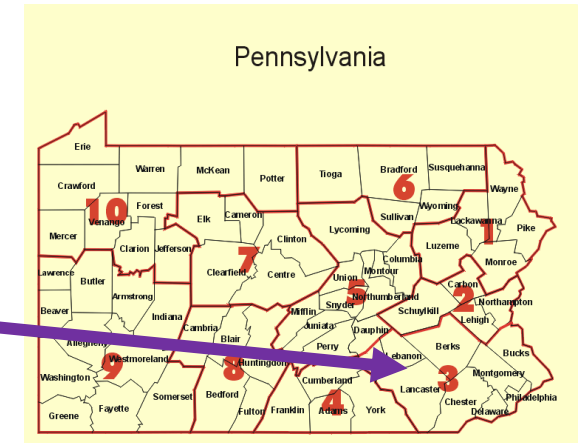 Pennsylvania
Erie
Warren
McKean
Potter
Tioga
Bradford
Susquehanna
Wayne
Crawford
Forest
Elk
Cameron
6
Sullivan
Wyoming
Lackawanna
Pike
10
Venango
Mercer
Clarion
Jefferson
Clinton
Lycoming
Luzerne
1
Monroe
7
Clearfield
Centre
Columbia
Montour
Union
Lawrence
Butler
Armstrong
Northumberland
5
Snyder
Carbon
2
Northampton
Lehigh
Schuylkill
Beaver
Indiana
Cambria
Blair
Mifflin
Juniata
Perry
Dauphin
Allegheny
Westmoreland
9
Huntingdon
8
Lebanon
Berks
Bucks
Montgomery
Washington
Somerset
Bedford
Cumberland
Lancaster
3
Chester
Philadelphia
Delaware
Greene
Fayette
Fulton
Franklin
4
Adams
York